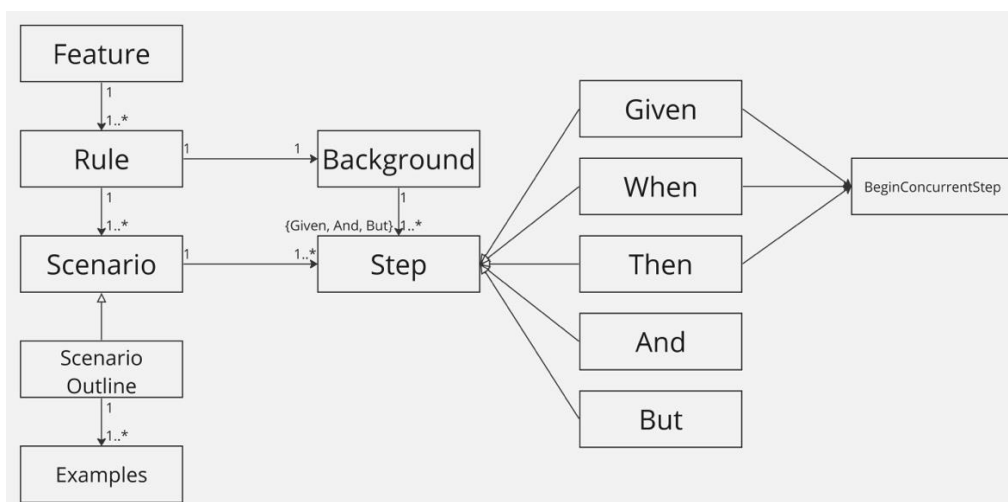 Feature
1
1..*
Rule
1
1
Background
1
1..*
1
{Given, And, But}
1..*
Scenario
1
1..*
Step
Scenario
Outline
1
1..*
Examples
Given
When
Then
And
But
BeginConcurrentStep